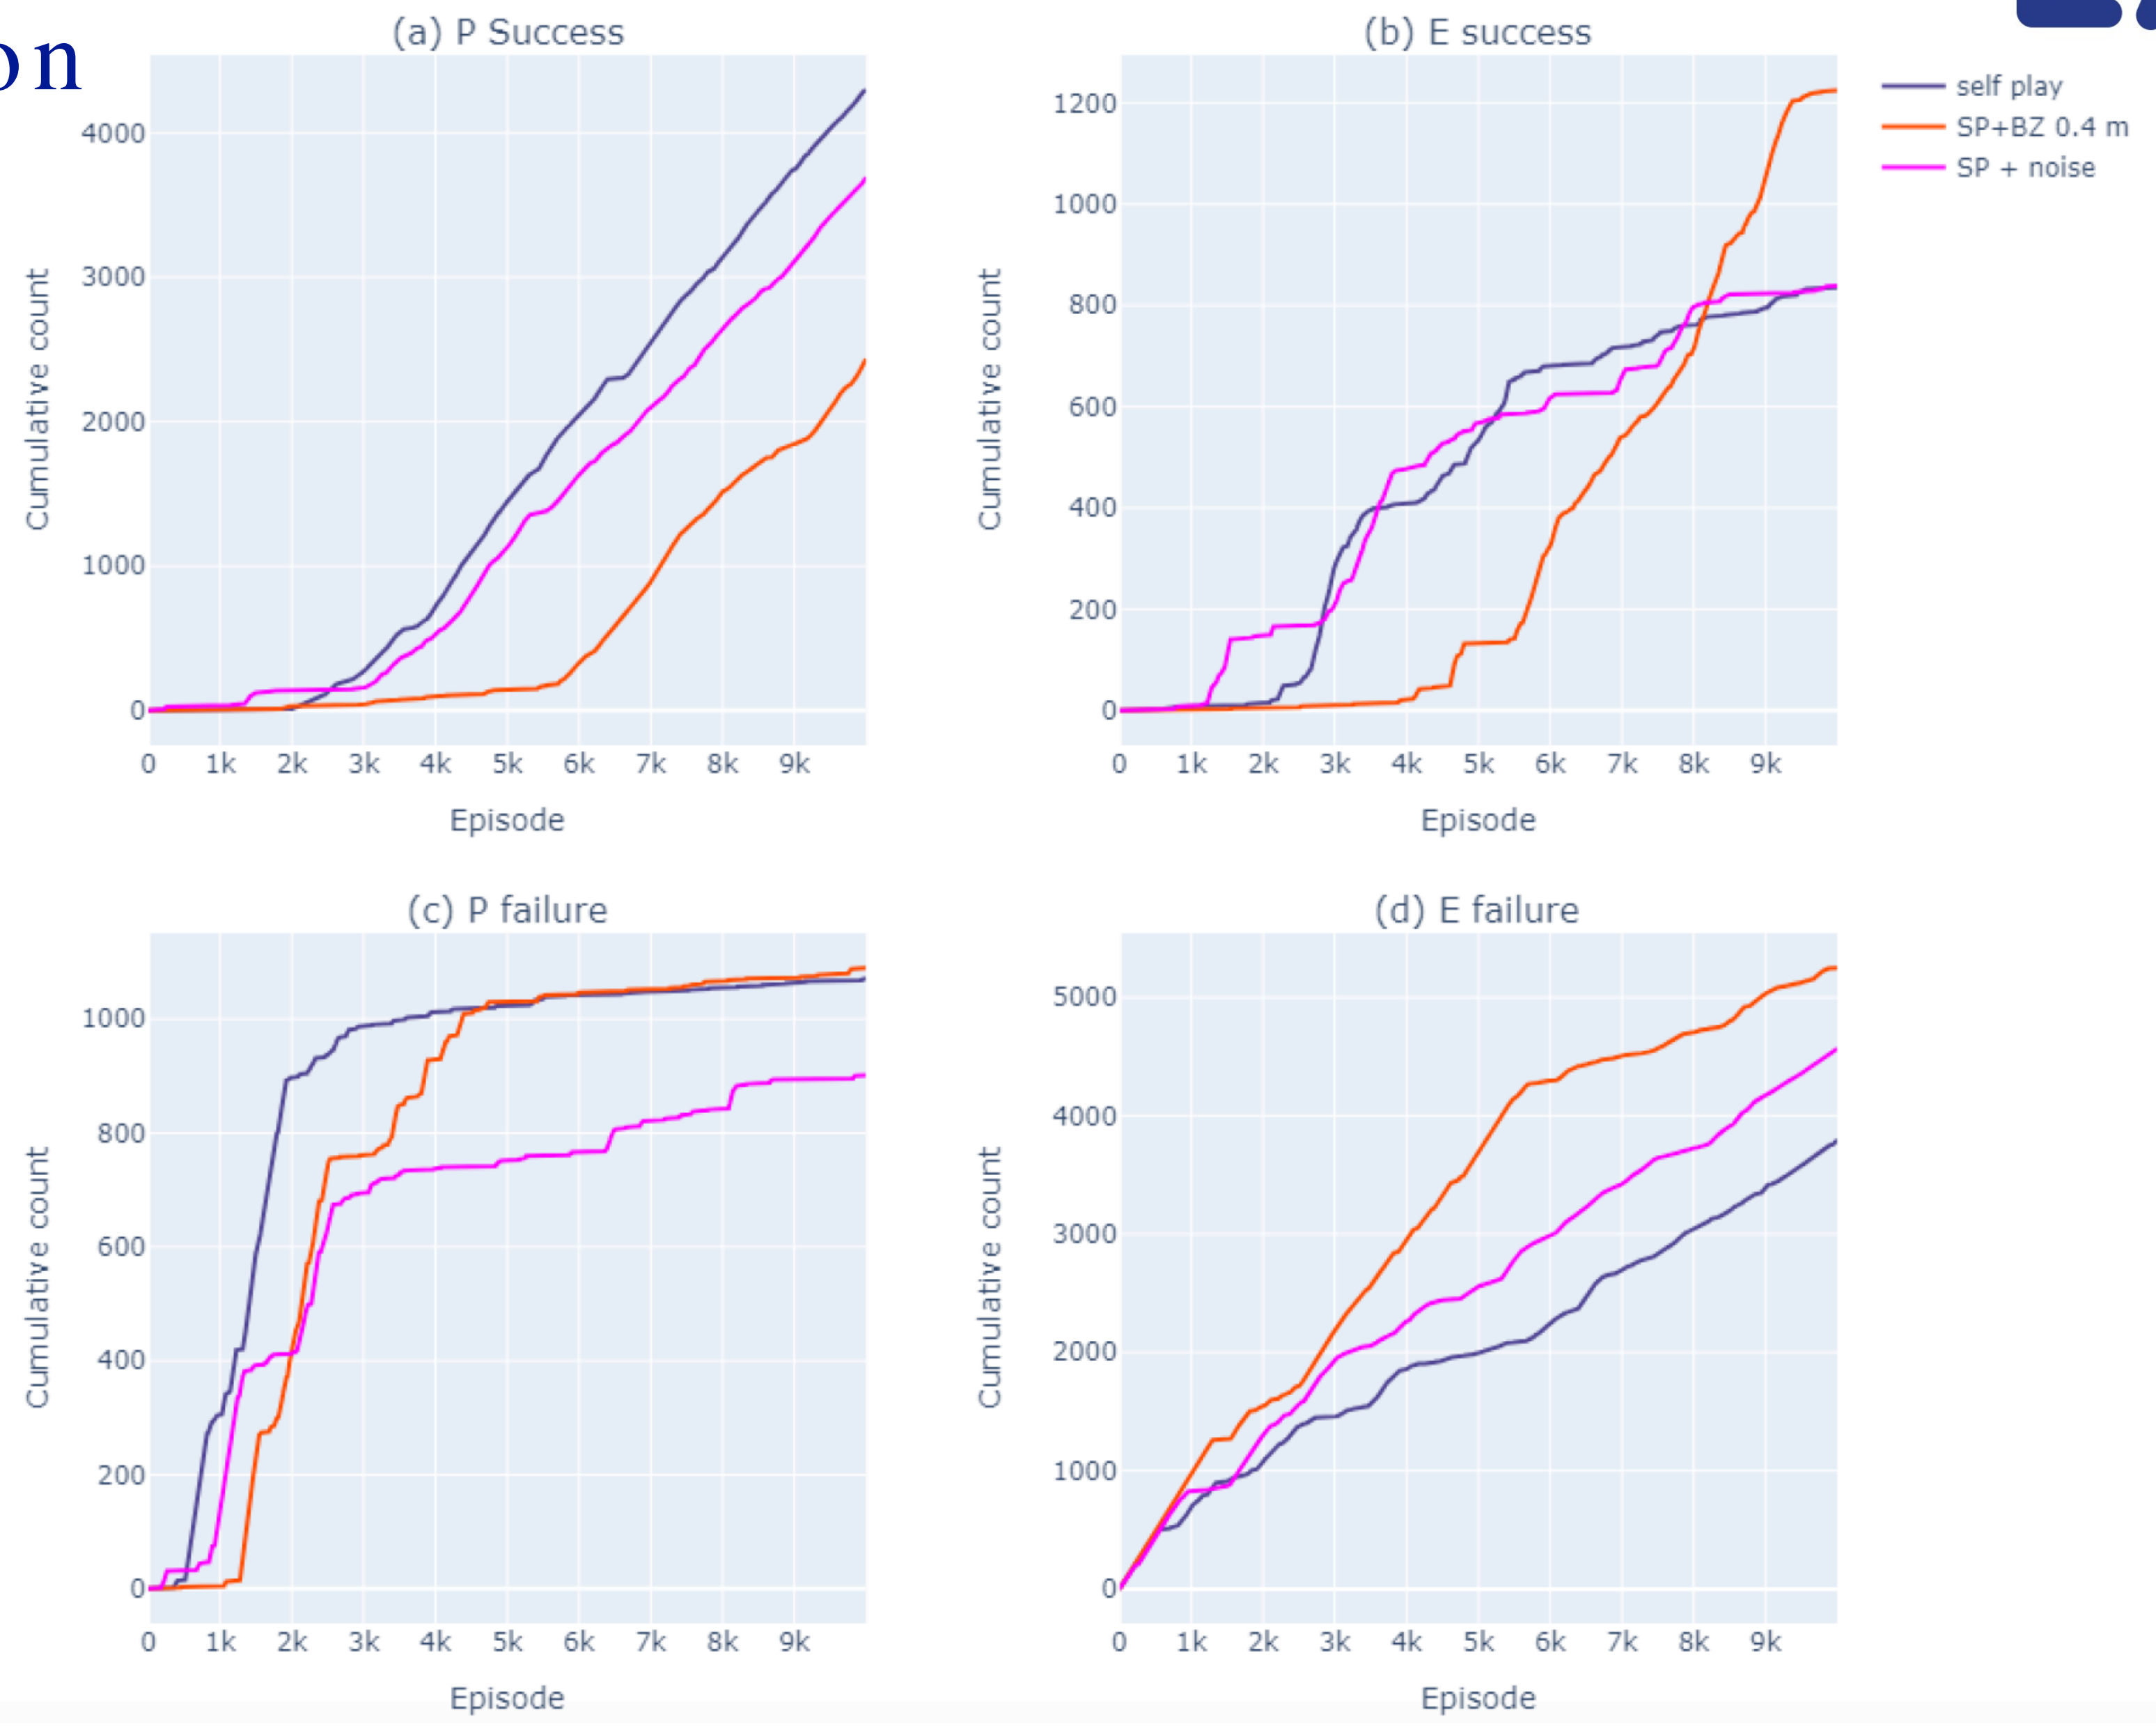 on
(a) P Success
4000
3000
2000
1000
0
Cumulative count
0 1k 2k 3k 4k 5k 6k 7k 8k 9k
Episode
(b) E success
1200
1000
800
600
400
200
0
Cumulative count
0 1k 2k 3k 4k 5k 6k 7k 8k 9k
Episode
self play
SP+BZ 0.4 m
SP + noise
(c) P failure
1000
800
600
400
200
0
Cumulative count
0 1k 2k 3k 4k 5k 6k 7k 8k 9k
Episode
(d) E failure
5000
4000
3000
2000
1000
0
Cumulative count
0 1k 2k 3k 4k 5k 6k 7k 8k 9k
Episode